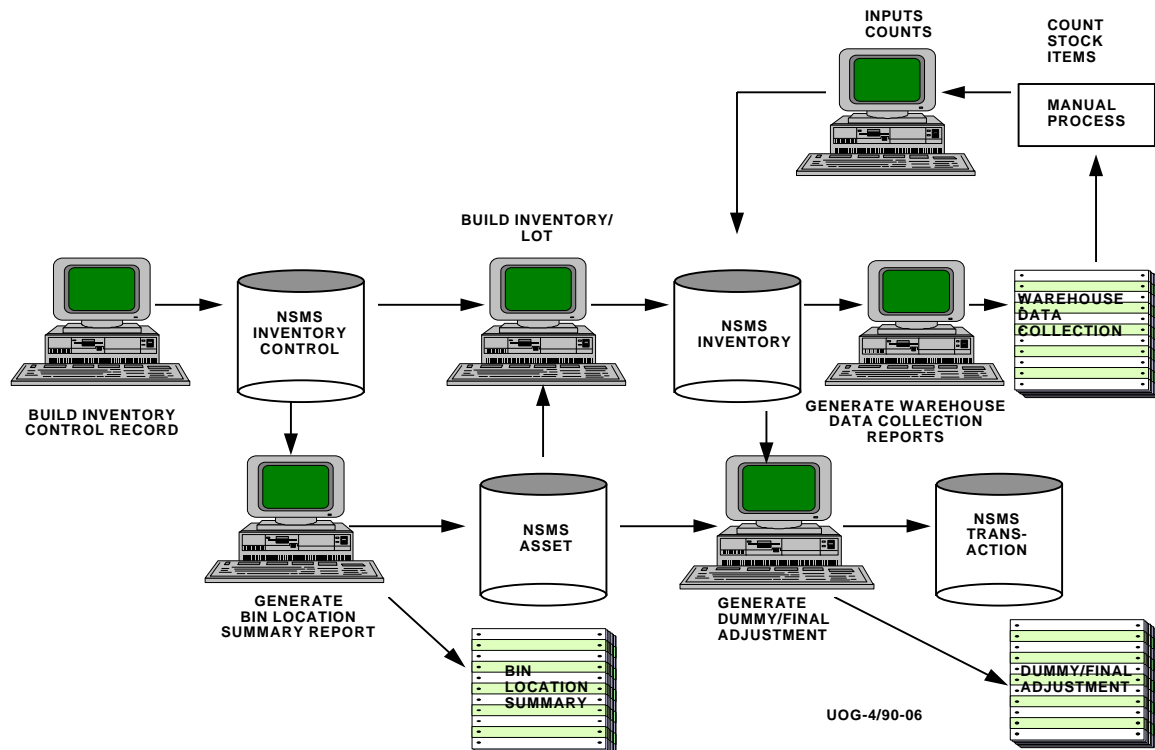 INPUTS
COUNTS
COUNT
STOCK
ITEMS
MANUAL
PROCESS
BUILD INVENTORY/
LOT
NSMS
INVENTORY
CONTROL
NSMS
INVENTORY
WAREHOUSE
DATA
COLLECTION
BUILD INVENTORY
CONTROL RECORD
GENERATE WAREHOUSE
DATA COLLECTION
REPORTS
NSMS
ASSET
NSMS
TRANS-
ACTION
GENERATE
BIN LOCATION
SUMMARY REPORT
GENERATE
DUMMY/FINAL
ADJUSTMENT
BIN
LOCATION
SUMMARY
DUMMY/FINAL
ADJUSTMENT
UOG-4/90-06